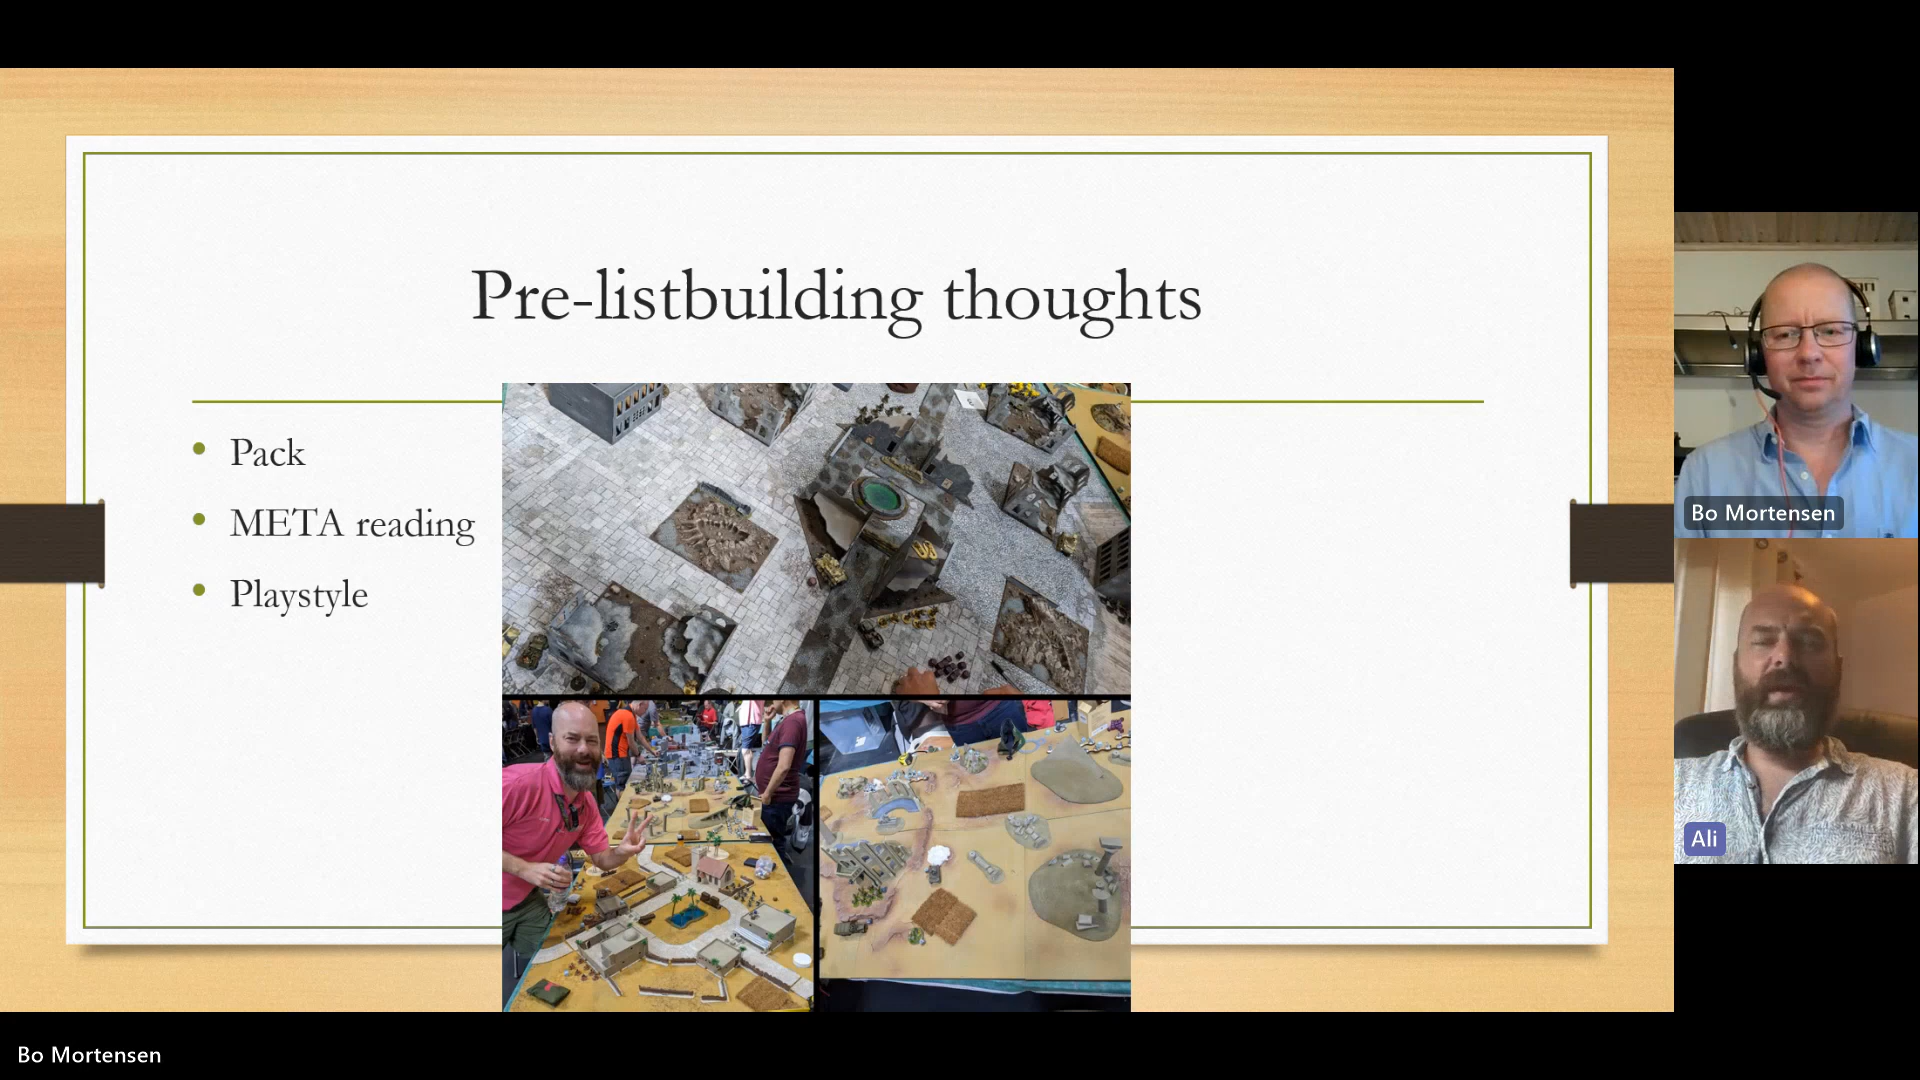 Pre-listbuilding thoughts
Pack
META reading
Playstyle
Bo Mortensen
Ali
Bo Mortensen